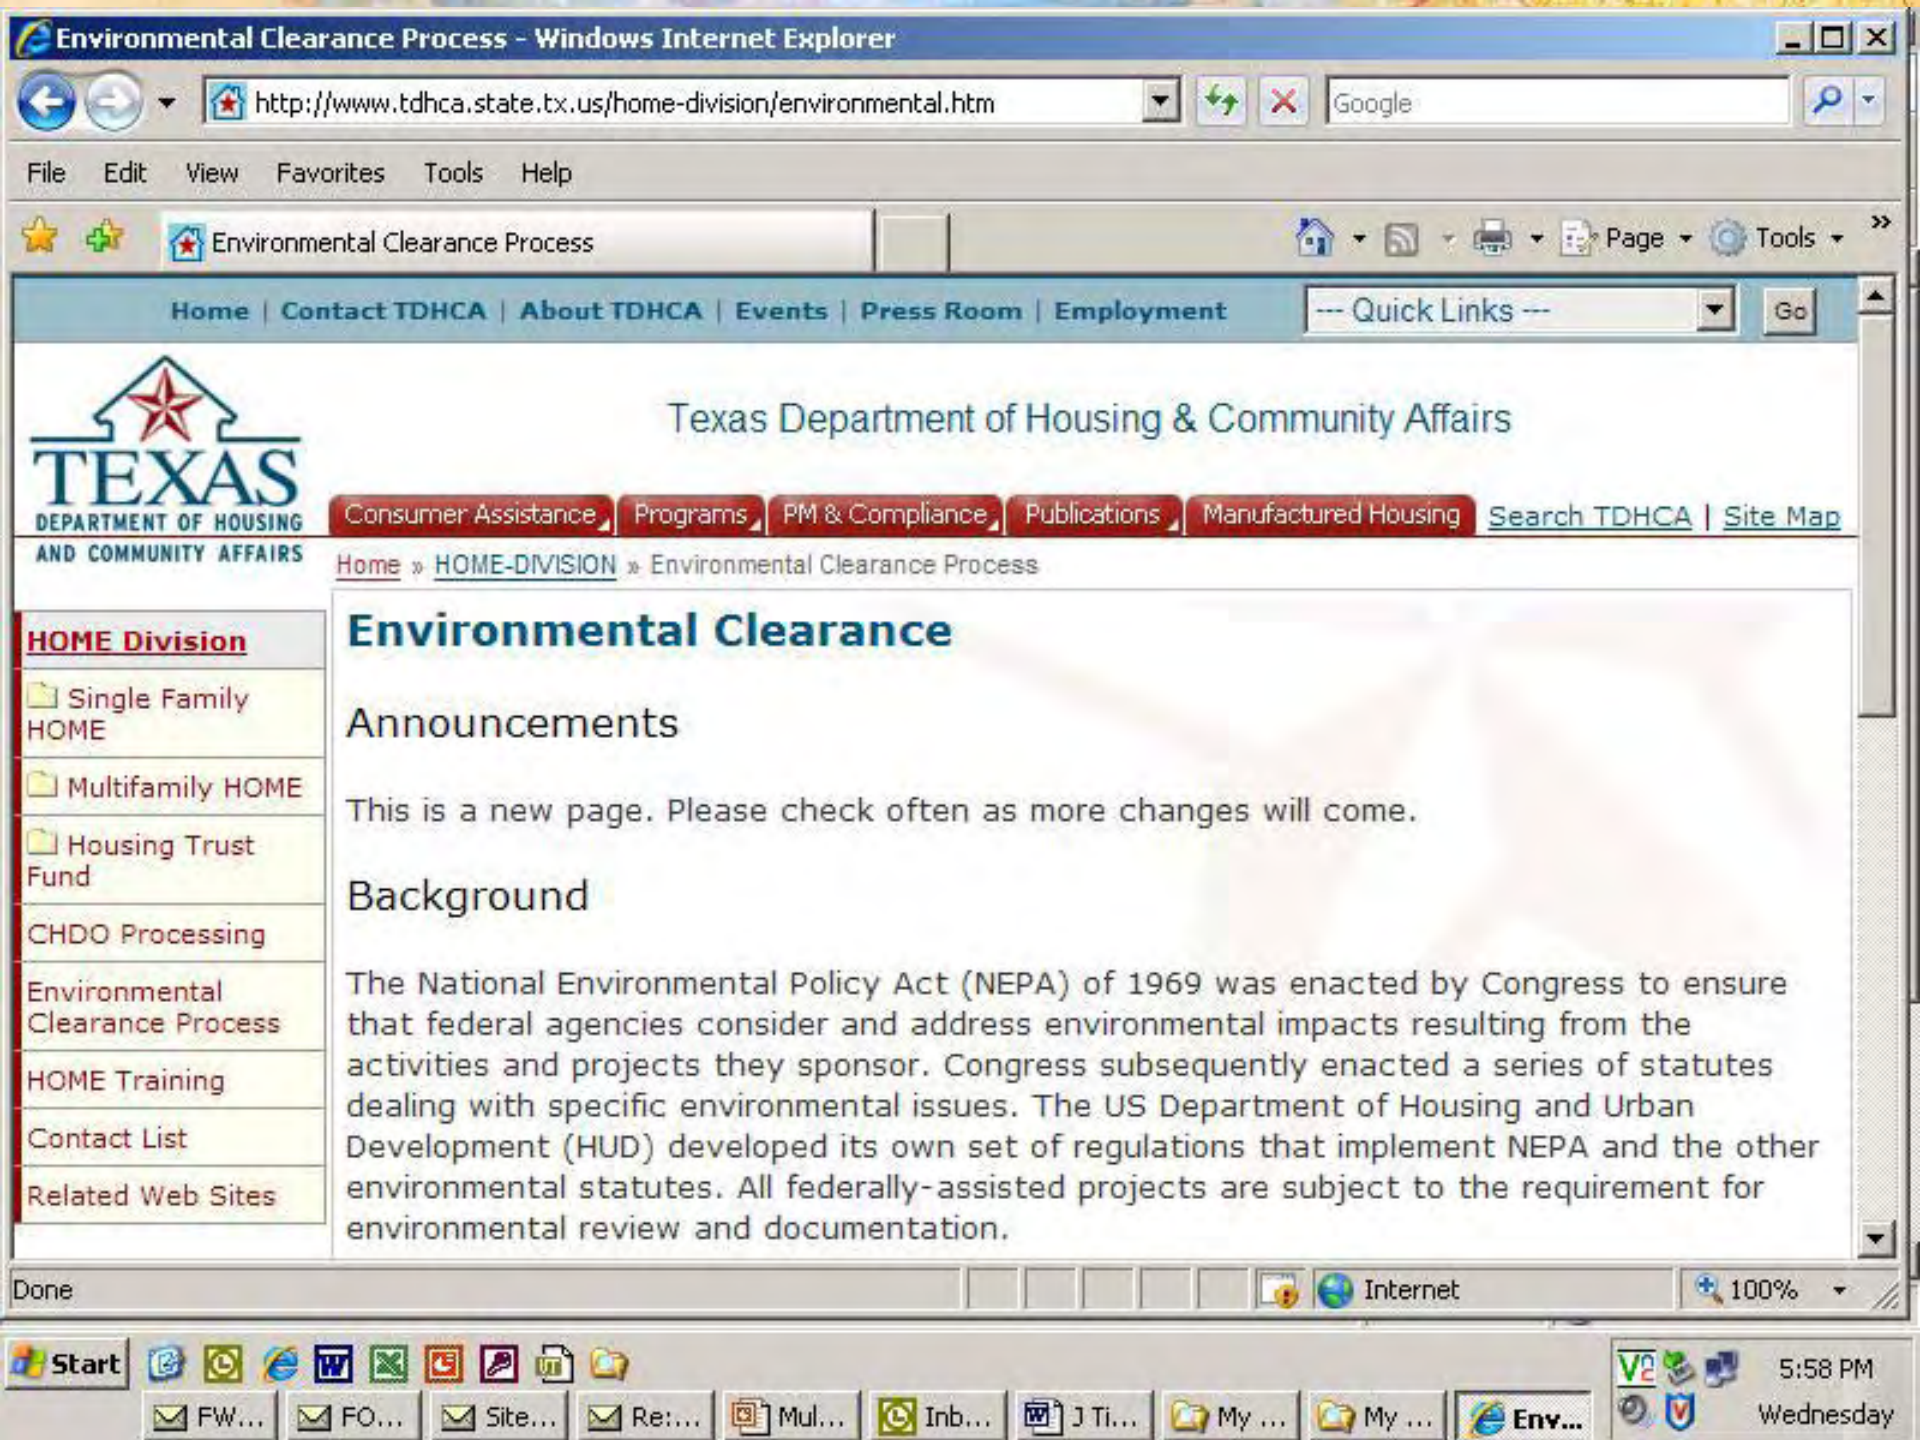 Environmental Clearance Process - Windows Internet Explorer
http://www.tdhca.state.tx.us/home-division/environmental.htm
Google
File Edit View Favorites Tools Help
Environmental Clearance Process
Page Tools »
Home | Contact TDHCA | About TDHCA | Events | Press Room | Employment
--- Quick Links --- Go
TEXAS
DEPARTMENT OF HOUSING
AND COMMUNITY AFFAIRS
Texas Department of Housing & Community Affairs
Consumer Assistance Programs PM & Compliance Publications Manufactured Housing Search TDHCA | Site Map
Home » HOME-DIVISION » Environmental Clearance Process
HOME Division
Single Family
HOME
Multifamily HOME
Housing Trust
Fund
CHDO Processing
Environmental
Clearance Process
HOME Training
Contact List
Related Web Sites
Environmental Clearance
Announcements
This is a new page. Please check often as more changes will come.
Background
The National Environmental Policy Act (NEPA) of 1969 was enacted by Congress to ensure
that federal agencies consider and address environmental impacts resulting from the
activities and projects they sponsor. Congress subsequently enacted a series of statutes
dealing with specific environmental issues. The US Department of Housing and Urban
Development (HUD) developed its own set of regulations that implement NEPA and the other
environmental statutes. All federally-assisted projects are subject to the requirement for
environmental review and documentation.
Done Internet 100%
Start 5:58 PM
FW... FO... Site... Re:... Mul... Inb... J Ti... My ... My ... Env... Wednesday